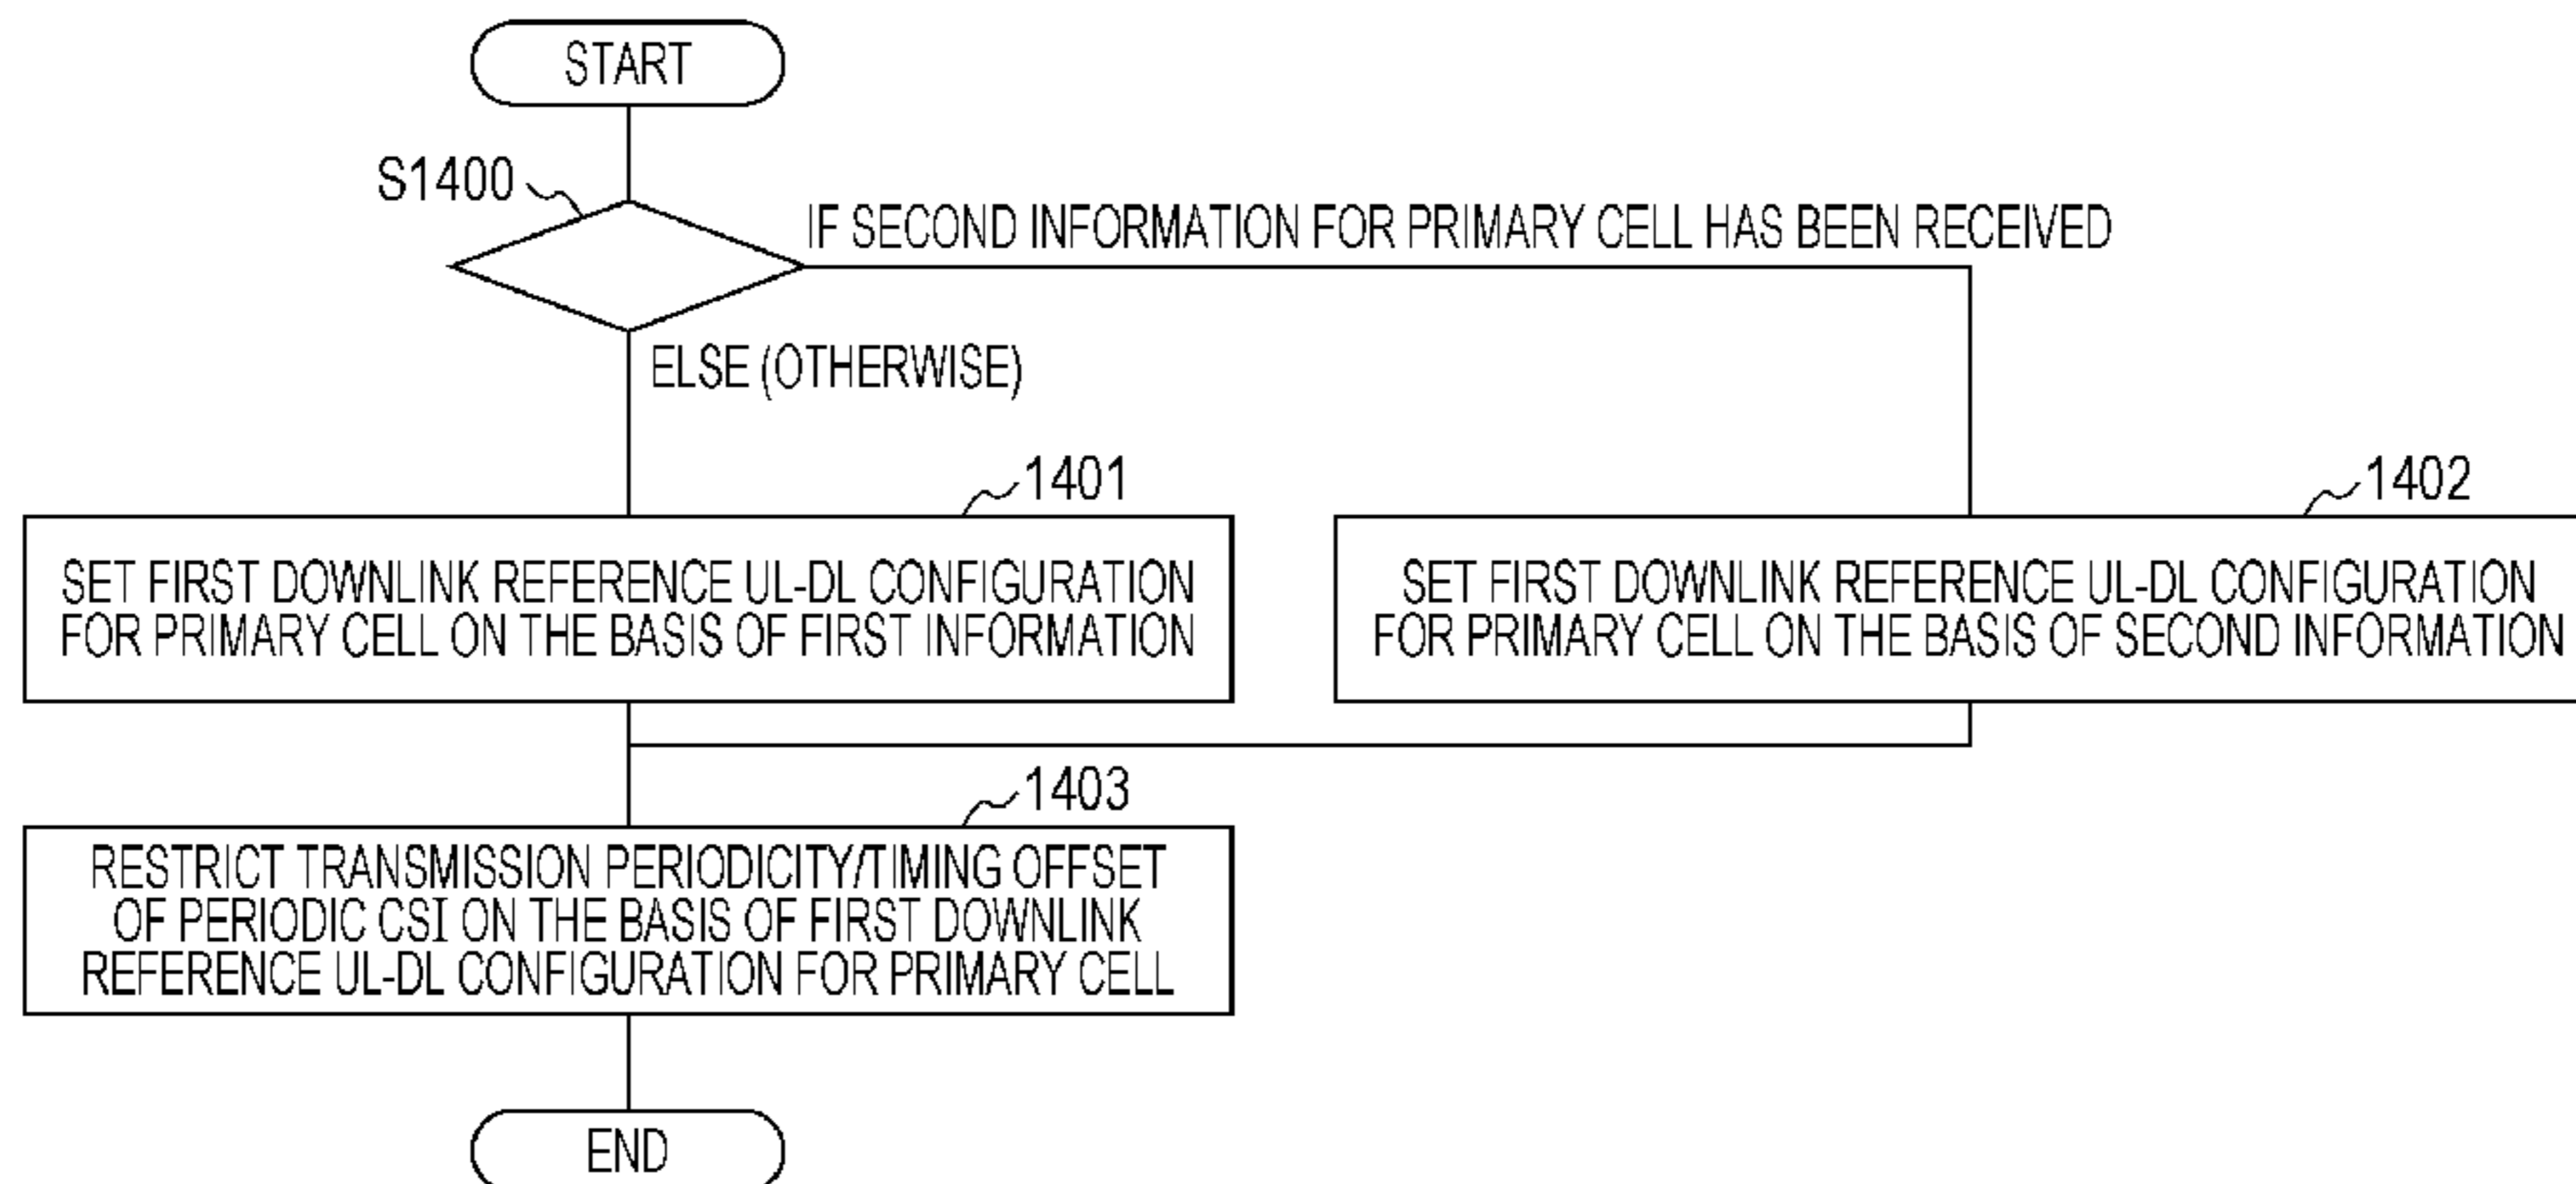 START
S1400
IF SECOND INFORMATION FOR PRIMARY CELL HAS BEEN RECEIVED
ELSE (OTHERWISE)
1401
SET FIRST DOWNLINK REFERENCE UL-DL CONFIGURATION
FOR PRIMARY CELL ON THE BASIS OF FIRST INFORMATION
1402
SET FIRST DOWNLINK REFERENCE UL-DL CONFIGURATION
FOR PRIMARY CELL ON THE BASIS OF SECOND INFORMATION
1403
RESTRICT TRANSMISSION PERIODICITY/TIMING OFFSET
OF PERIODIC CSI ON THE BASIS OF FIRST DOWNLINK
REFERENCE UL-DL CONFIGURATION FOR PRIMARY CELL
END